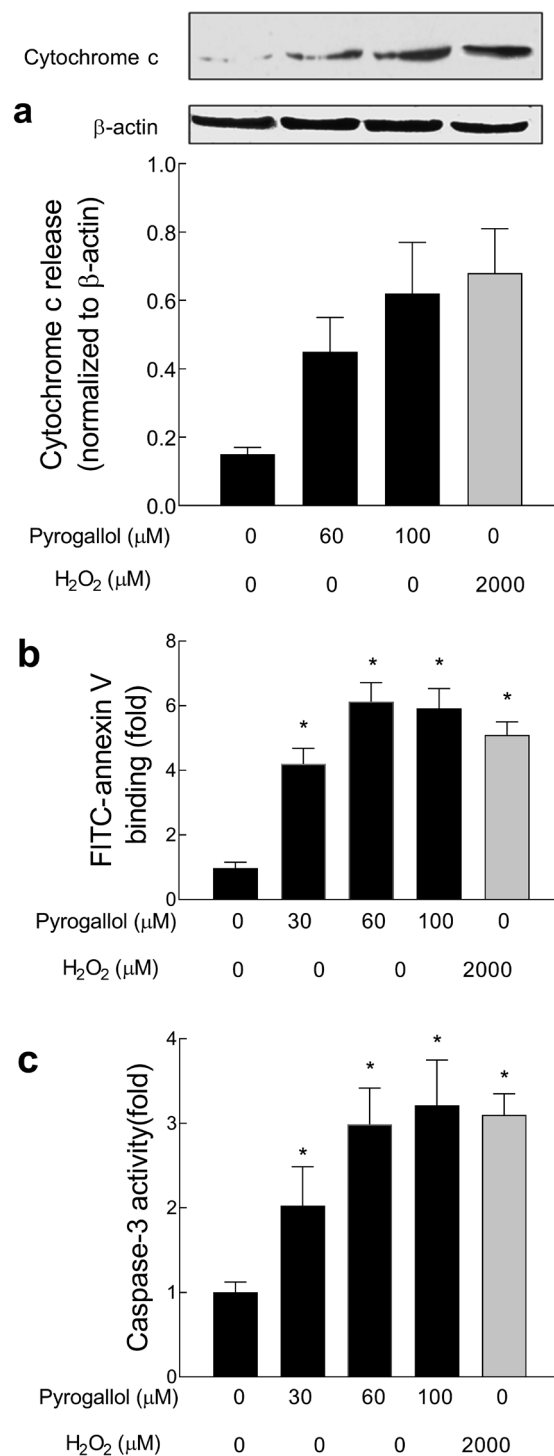 Cytochrome c
a
β-actin
Cytochrome c release
(normalized to β-actin)
1.0
0.8
0.6
0.4
0.2
0.0
Pyrogallol (μM) 0 60 100 0
H2O2 (μM) 0 0 0 2000
b
FITC-annexin V
binding (fold)
8
6
4
2
0
* * * *
Pyrogallol (μM) 0 30 60 100 0
H2O2 (μM) 0 0 0 2000
c
Caspase-3 activity(fold)
4
3
2
1
0
* * * *
Pyrogallol (μM) 0 30 60 100 0
H2O2 (μM) 0 0 0 2000